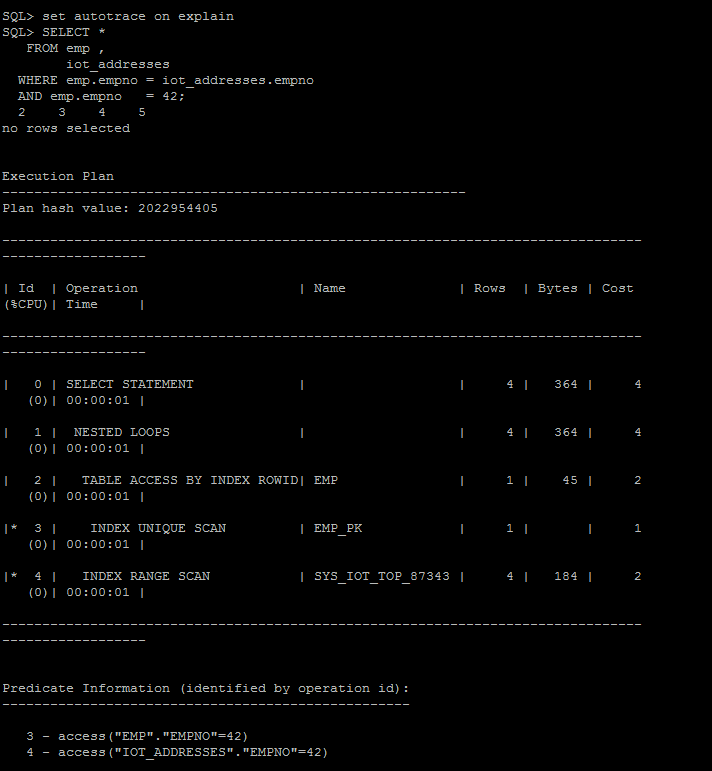 SQL> set autotrace on explain
SQL> SELECT *
   FROM emp ,
        iot_addresses
  WHERE emp.empno = iot_addresses.empno
  AND emp.empno   = 42;
  2    3    4    5
no rows selected


Execution Plan
----------------------------------------------------------
Plan hash value: 2022954405

--------------------------------------------------------------------------------
------------------

| Id  | Operation                    | Name              | Rows  | Bytes | Cost
(%CPU)| Time     |

--------------------------------------------------------------------------------
------------------

|   0 | SELECT STATEMENT             |                   |     4 |   364 |     4
   (0)| 00:00:01 |

|   1 |  NESTED LOOPS                |                   |     4 |   364 |     4
   (0)| 00:00:01 |

|   2 |   TABLE ACCESS BY INDEX ROWID| EMP               |     1 |    45 |     2
   (0)| 00:00:01 |

|*  3 |    INDEX UNIQUE SCAN         | EMP_PK            |     1 |       |     1
   (0)| 00:00:01 |

|*  4 |   INDEX RANGE SCAN           | SYS_IOT_TOP_87343 |     4 |   184 |     2
   (0)| 00:00:01 |

--------------------------------------------------------------------------------
------------------


Predicate Information (identified by operation id):
---------------------------------------------------

   3 - access("EMP"."EMPNO"=42)
   4 - access("IOT_ADDRESSES"."EMPNO"=42)